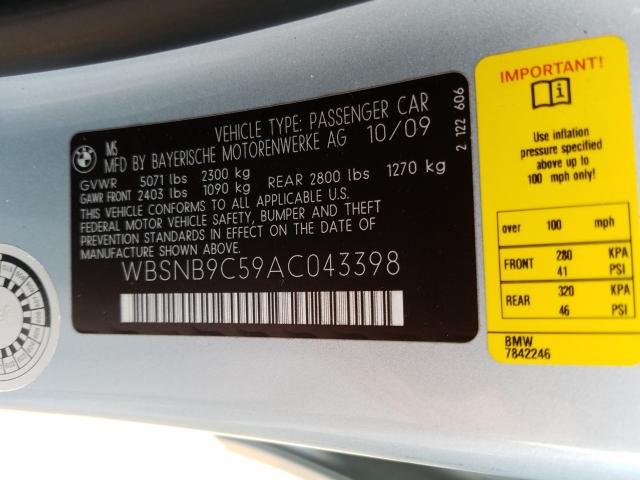 BMW
M5
VEHICLE TYPE: PASSENGER CAR
MFD BY BAYERISCHE MOTORENWERKE AG 10/09
GVWR 5071 lbs 2300 kg
GAWR FRONT 2403 lbs 1090 kg REAR 2800 lbs 1270 kg
THIS VEHICLE CONFORMS TO ALL APPLICABLE U.S.
FEDERAL MOTOR VEHICLE SAFETY, BUMPER AND THEFT
PREVENTION STANDARDS IN EFFECT ON THE DATE OF
MANUFACTURE SHOWN ABOVE.
WBSNB9C59AC043398
2 122 606
IMPORTANT!
i
Use inflation
pressure specified
above up to
100 mph only!
over 100 mph
FRONT 280 KPA
41 PSI
REAR 320 KPA
46 PSI
BMW
7842246